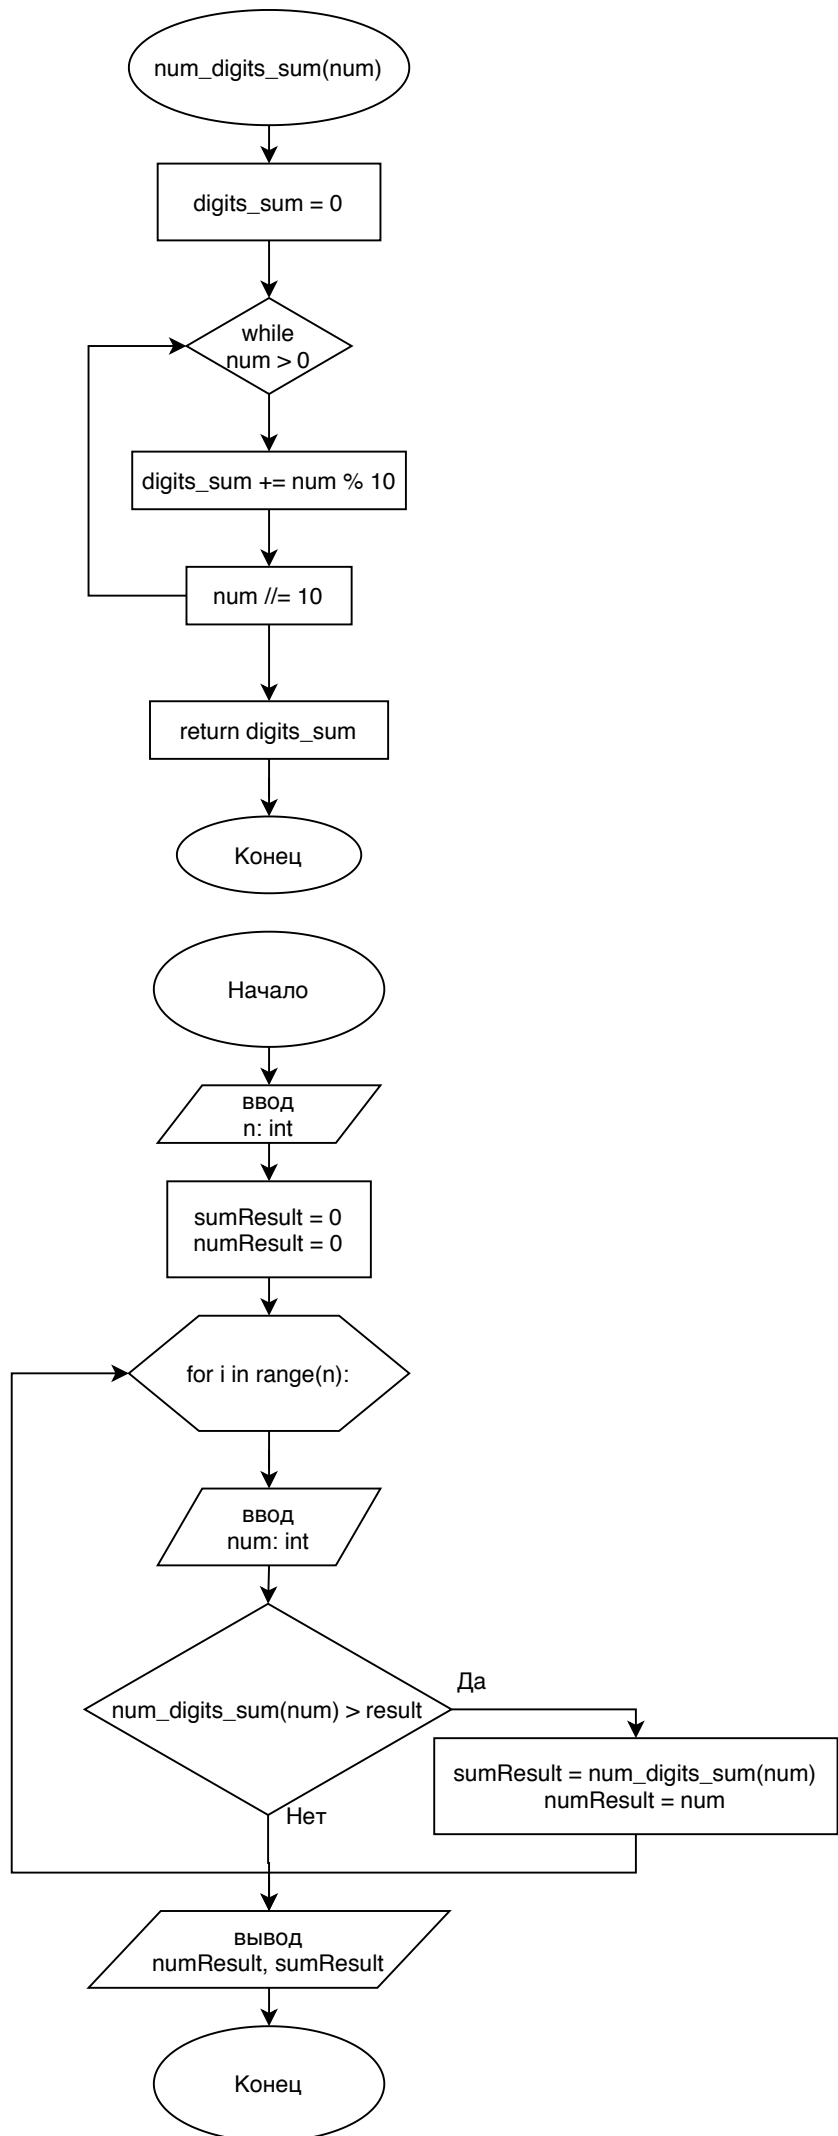 num_digits_sum(num)
digits_sum = 0
while
num > 0
digits_sum += num % 10
num //= 10
return digits_sum
Конец
Начало
ввод
n: int
sumResult = 0
numResult = 0
for i in range(n):
ввод
num: int
num_digits_sum(num) > result
Да
sumResult = num_digits_sum(num)
numResult = num
Нет
вывод
numResult, sumResult
Конец